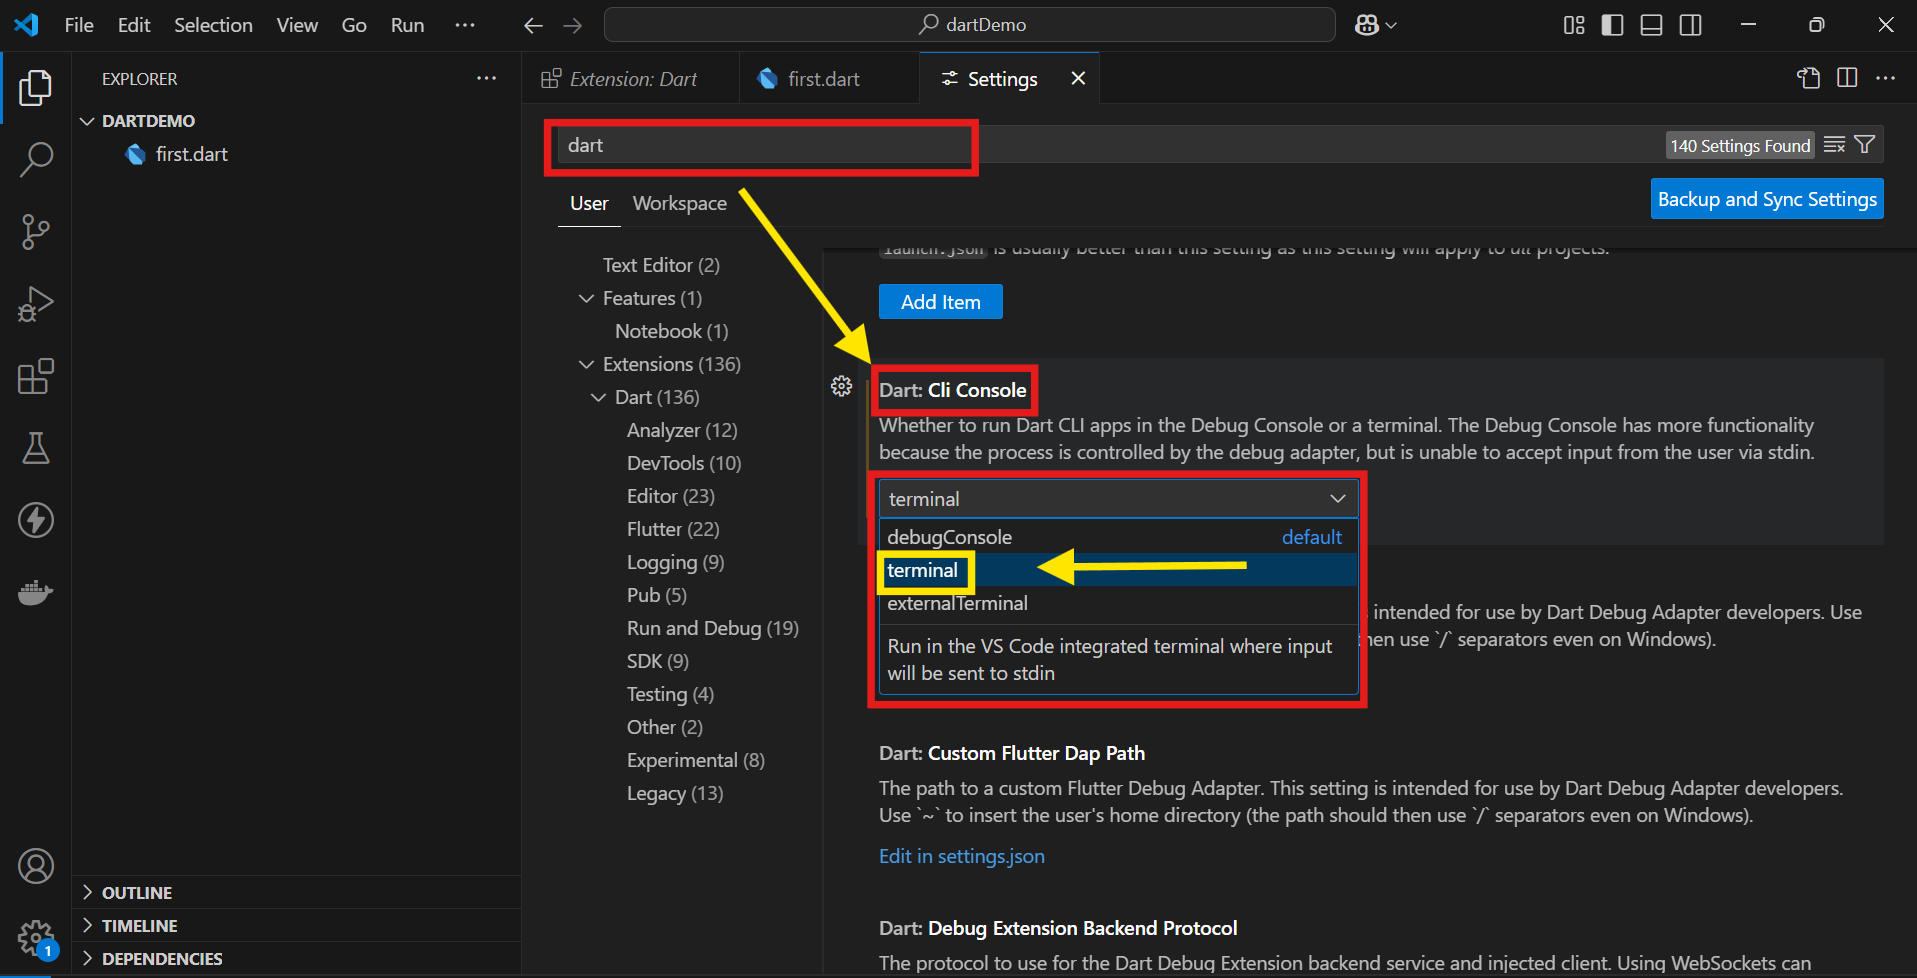 File Edit Selection View Go Run ···
dartDemo
EXPLORER ···
Extension: Dart
first.dart
Settings
DARTDEMO
first.dart
dart
140 Settings Found
User Workspace
Backup and Sync Settings
Text Editor (2)
Features (1)
Notebook (1)
Extensions (136)
Dart (136)
Analyzer (12)
DevTools (10)
Editor (23)
Flutter (22)
Logging (9)
Pub (5)
Run and Debug (19)
SDK (9)
Testing (4)
Other (2)
Experimental (8)
Legacy (13)
launch.json is usually better than this setting as this setting will apply to all projects.
Add Item
Dart: Cli Console
Whether to run Dart CLI apps in the Debug Console or a terminal. The Debug Console has more functionality
because the process is controlled by the debug adapter, but is unable to accept input from the user via stdin.
terminal
debugConsole default
terminal
externalTerminal
Run in the VS Code integrated terminal where input
will be sent to stdin
intended for use by Dart Debug Adapter developers. Use
use `/` separators even on Windows).
Dart: Custom Flutter Dap Path
The path to a custom Flutter Debug Adapter. This setting is intended for use by Dart Debug Adapter developers.
Use `~` to insert the user's home directory (the path should then use `/` separators even on Windows).
Edit in settings.json
Dart: Debug Extension Backend Protocol
The protocol to use for the Dart Debug Extension backend service and injected client. Using WebSockets can
OUTLINE
TIMELINE
DEPENDENCIES
1